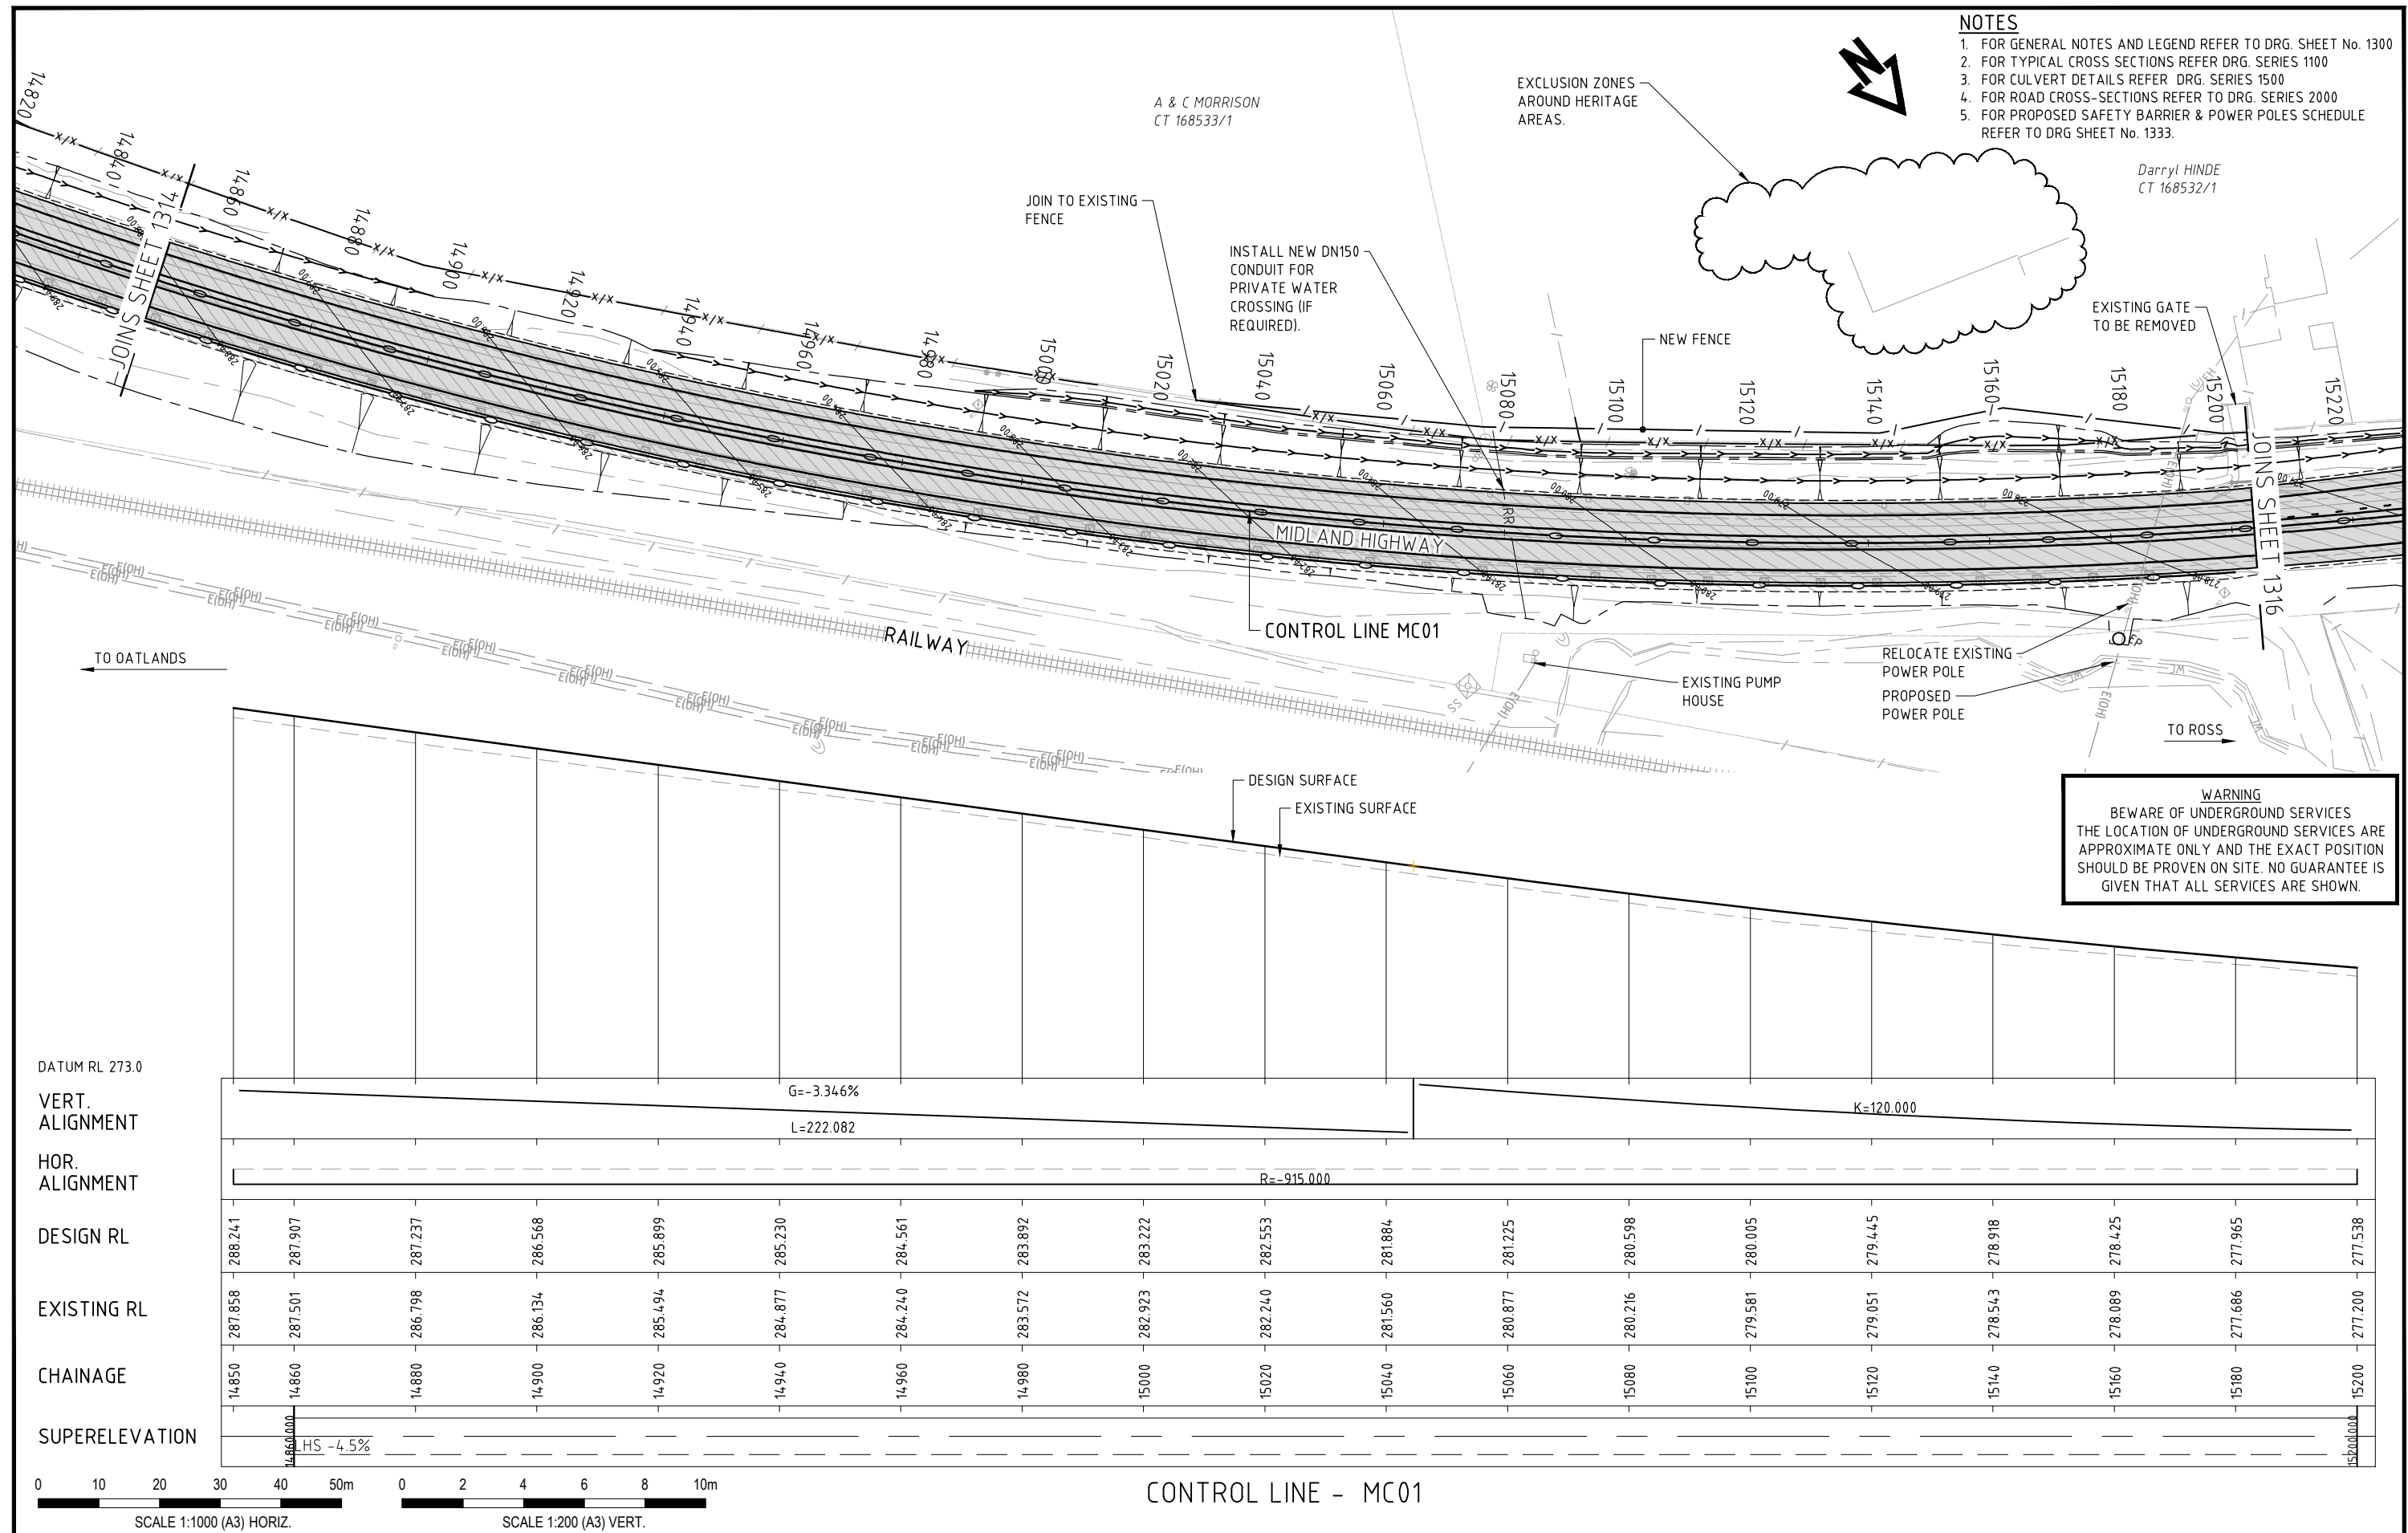 NOTES
1. FOR GENERAL NOTES AND LEGEND REFER TO DRG. SHEET No. 1300
2. FOR TYPICAL CROSS SECTIONS REFER DRG. SERIES 1100
3. FOR CULVERT DETAILS REFER DRG. SERIES 1500
4. FOR ROAD CROSS-SECTIONS REFER TO DRG. SERIES 2000
5. FOR PROPOSED SAFETY BARRIER & POWER POLES SCHEDULE
REFER TO DRG SHEET No. 1333.
N
A & C MORRISON
CT 168533/1
EXCLUSION ZONES
AROUND HERITAGE
AREAS.
Darryl HINDE
CT 168532/1
JOIN TO EXISTING
FENCE
INSTALL NEW DN150
CONDUIT FOR
PRIVATE WATER
CROSSING (IF
REQUIRED).
NEW FENCE
EXISTING GATE
TO BE REMOVED
14820
14840
14860
14880
14900
14920
14940
14960
14980
15000
15020
15040
15060
15080
15100
15120
15140
15160
15180
15200
15220
JOINS SHEET 1314
JOINS SHEET 1316
MIDLAND HIGHWAY
CONTROL LINE MC01
RAILWAY
TO OATLANDS
EXISTING PUMP
HOUSE
RELOCATE EXISTING
POWER POLE
PROPOSED
POWER POLE
EP
SS
TO ROSS
DESIGN SURFACE
EXISTING SURFACE
WARNING
BEWARE OF UNDERGROUND SERVICES
THE LOCATION OF UNDERGROUND SERVICES ARE
APPROXIMATE ONLY AND THE EXACT POSITION
SHOULD BE PROVEN ON SITE. NO GUARANTEE IS
GIVEN THAT ALL SERVICES ARE SHOWN.
DATUM RL 273.0
VERT.
ALIGNMENT
G=-3.346%
L=222.082
K=120.000
HOR.
ALIGNMENT
R=-915.000
DESIGN RL
288.241 287.907 287.237 286.568 285.899 285.230 284.561 283.892 283.222 282.553 281.884 281.225 280.598 280.005 279.445 278.918 278.425 277.965 277.538
EXISTING RL
287.858 287.501 286.798 286.134 285.494 284.877 284.240 283.572 282.923 282.240 281.560 280.877 280.216 279.581 279.051 278.543 278.089 277.686 277.200
CHAINAGE
14850 14860 14880 14900 14920 14940 14960 14980 15000 15020 15040 15060 15080 15100 15120 15140 15160 15180 15200
SUPERELEVATION
14860.000
LHS -4.5%
15200.000
0 10 20 30 40 50m
SCALE 1:1000 (A3) HORIZ.
0 2 4 6 8 10m
SCALE 1:200 (A3) VERT.
CONTROL LINE - MC01